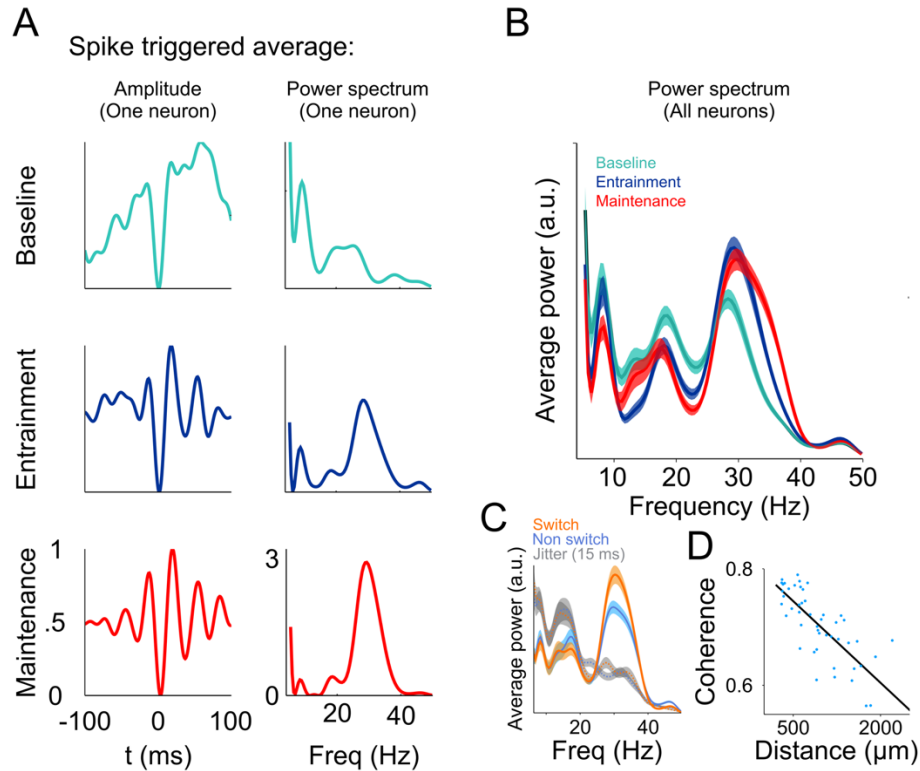 A
Spike triggered average:
Amplitude
(One neuron)
Power spectrum
(One neuron)
Baseline
Entrainment
Maintenance
1
.5
0
-100
0
100
t (ms)
3
0
20
40
Freq (Hz)
B
Power spectrum
(All neurons)
Baseline
Entrainment
Maintenance
Average power (a.u.)
10
20
30
40
50
Frequency (Hz)
C
Switch
Non switch
Jitter (15 ms)
Average power (a.u.)
20
40
Freq (Hz)
D
Coherence
0.8
0.6
500
2000
Distance (µm)